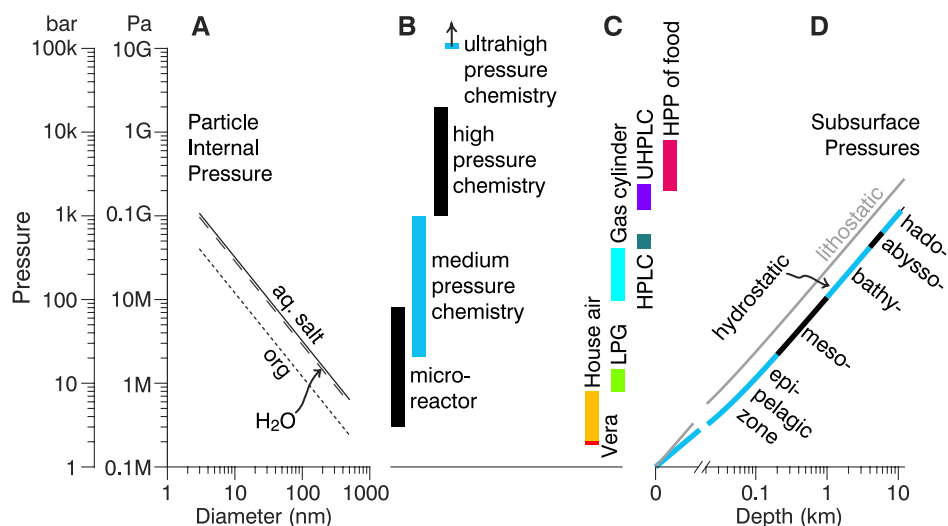 bar
Pa
A
B
C
D
100k
10k
1k
100
10
1
Pressure
10G
1G
0.1G
10M
1M
0.1M
Particle
Internal
Pressure
aq. salt
org
H₂O
1
10
100
1000
Diameter (nm)
ultrahigh
pressure
chemistry
high
pressure
chemistry
medium
pressure
chemistry
micro-
reactor
Vera
House air
LPG
Gas cylinder
HPLC
UHPLC
HPP of food
Subsurface
Pressures
lithostatic
hydrostatic
hado-
abysso-
bathy-
meso-
epi-
pelagic
zone
0
0.1
1
10
Depth (km)